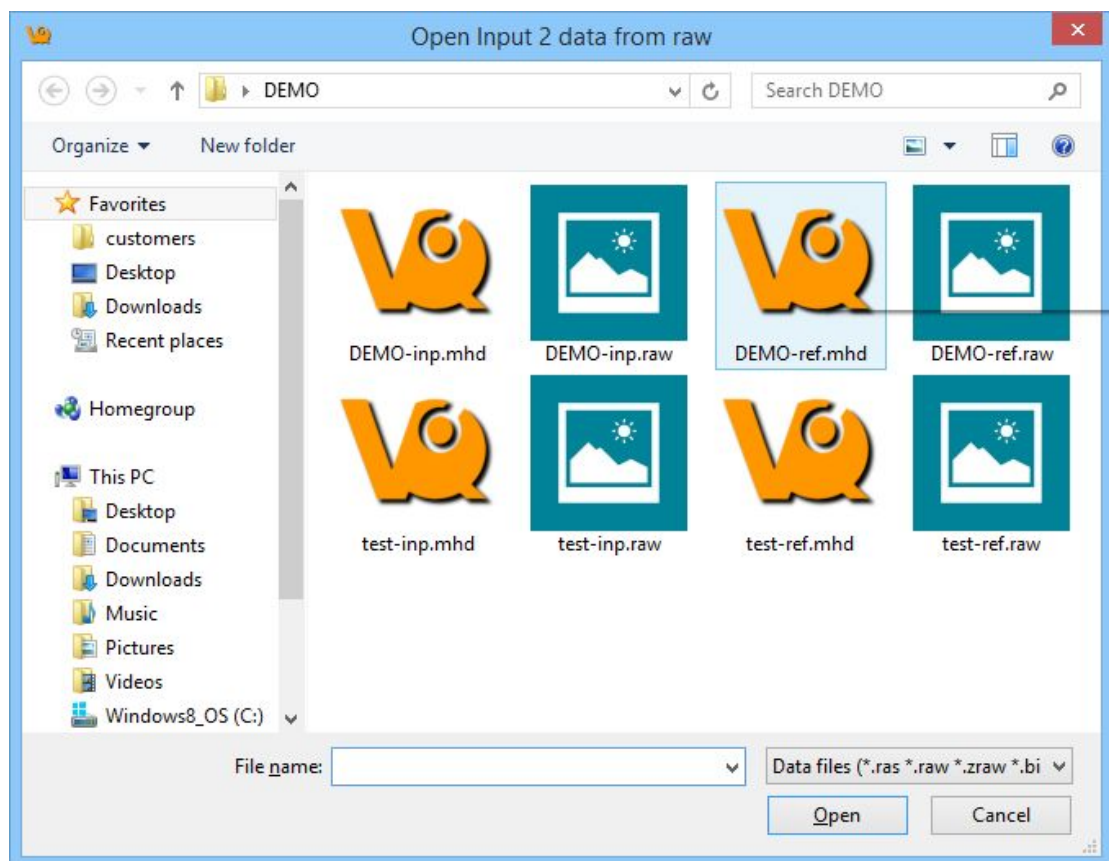 Open Input 2 data from raw
DEMO
Search DEMO
Organize
New folder
Favorites
customers
Desktop
Downloads
Recent places
Homegroup
This PC
Desktop
Documents
Downloads
Music
Pictures
Videos
Windows8_OS (C:)
DEMO-inp.mhd
DEMO-inp.raw
DEMO-ref.mhd
DEMO-ref.raw
test-inp.mhd
test-inp.raw
test-ref.mhd
test-ref.raw
File name:
Data files (*.ras *.raw *.zraw *.bi
Open
Cancel